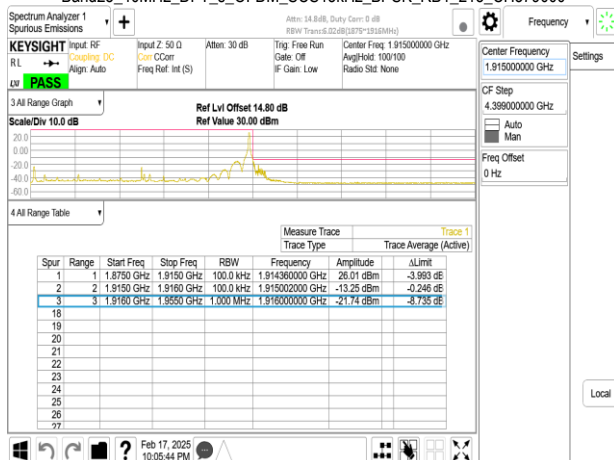 Spectrum Analyzer 1
Spurious Emissions
Attn: 14.8dB, Duty Corr: 0 dB
RBW Trans:6.02dB(1875~1916MHz)
Frequency
KEYSIGHT Input: RF Input Z: 50 Ω Atten: 30 dB Trig: Free Run Center Freq: 1.915000000 GHz
RL Coupling: DC Corr CCorr Gate: Off Avg|Hold: 100/100
Align: Auto Freq Ref: Int (S) IF Gain: Low Radio Std: None
LXI PASS
Center Frequency
1.915000000 GHz
Settings
CF Step
4.399000000 GHz
Auto
Man
Freq Offset
0 Hz
3 All Range Graph
Scale/Div 10.0 dB
Ref Lvl Offset 14.80 dB
Ref Value 30.00 dBm
20.0
0.00
-20.0
-40.0
-60.0
4 All Range Table
Measure Trace Trace 1
Trace Type Trace Average (Active)
Spur Range Start Freq Stop Freq RBW Frequency Amplitude ΔLimit
1 1 1.8750 GHz 1.9150 GHz 100.0 kHz 1.914360000 GHz 26.01 dBm -3.993 dB
2 2 1.9150 GHz 1.9160 GHz 100.0 kHz 1.915002000 GHz -13.25 dBm -0.246 dB
3 3 1.9160 GHz 1.9550 GHz 1.000 MHz 1.916000000 GHz -21.74 dBm -8.735 dB
18
19
20
21
22
23
24
25
26
27
Local
? Feb 17, 2025
10:05:44 PM